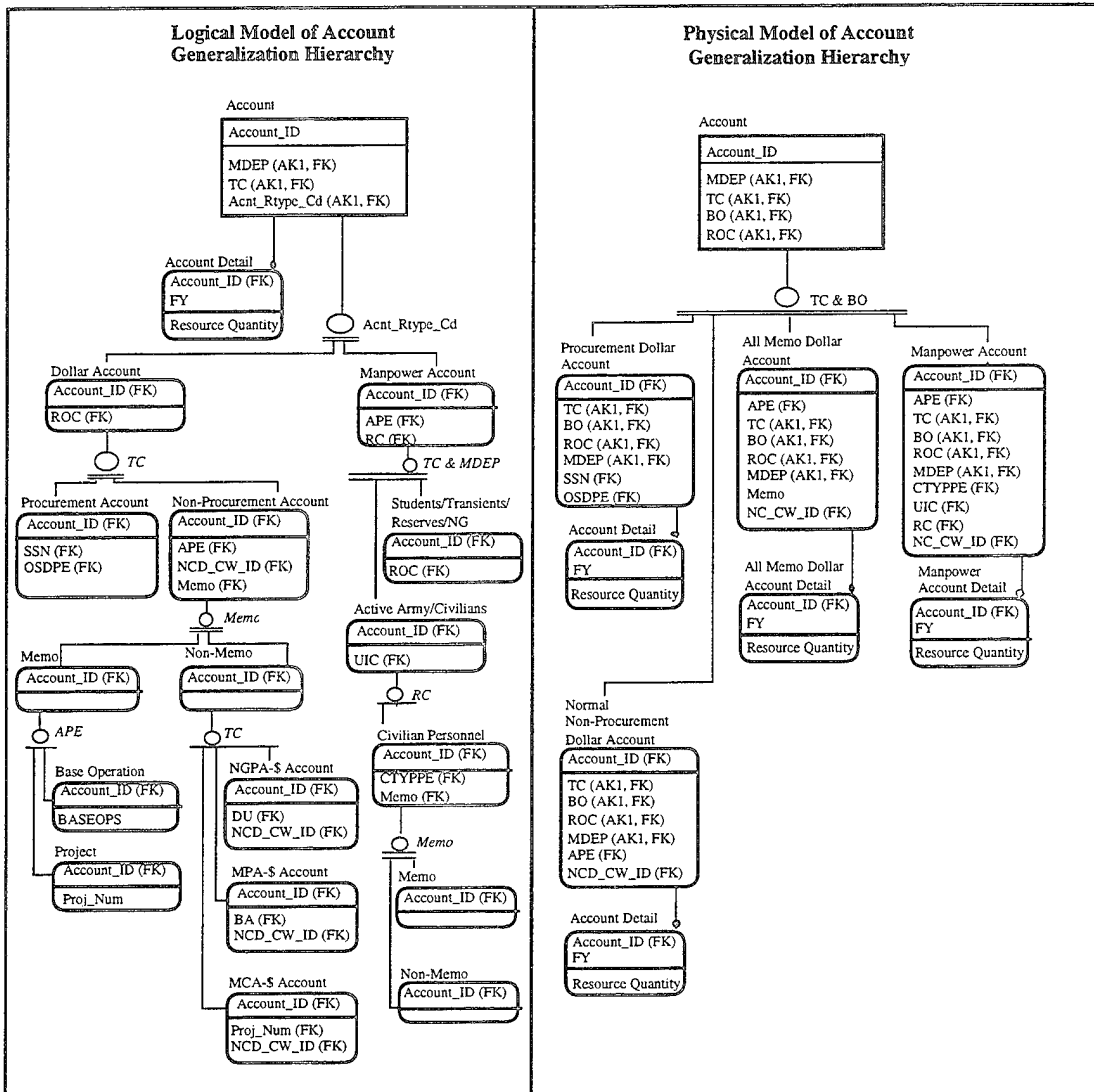 Logical Model of Account
Generalization Hierarchy
Account
Account_ID
MDEP (AK1, FK)
TC (AK1, FK)
Acnt_Rtype_Cd (AK1, FK)
Account Detail
Account_ID (FK)
FY
Resource Quantity
Acnt_Rtype_Cd
Dollar Account
Account_ID (FK)
ROC (FK)
Manpower Account
Account_ID (FK)
APE (FK)
RC (FK)
TC
TC & MDEP
Procurement Account
Account_ID (FK)
SSN (FK)
OSDPE (FK)
Non-Procurement Account
Account_ID (FK)
APE (FK)
NCD_CW_ID (FK)
Memo (FK)
Students/Transients/
Reserves/NG
Account_ID (FK)
ROC (FK)
Memo
Active Army/Civilians
Account_ID (FK)
UIC (FK)
Memo
Account_ID (FK)
Non-Memo
Account_ID (FK)
RC
APE
TC
Civilian Personnel
Account_ID (FK)
CTYPPE (FK)
Memo (FK)
Base Operation
Account_ID (FK)
BASEOPS
NGPA-$ Account
Account_ID (FK)
DU (FK)
NCD_CW_ID (FK)
Memo
Project
Account_ID (FK)
Proj_Num
MPA-$ Account
Account_ID (FK)
BA (FK)
NCD_CW_ID (FK)
Memo
Account_ID (FK)
MCA-$ Account
Account_ID (FK)
Proj_Num (FK)
NCD_CW_ID (FK)
Non-Memo
Account_ID (FK)
Physical Model of Account
Generalization Hierarchy
Account
Account_ID
MDEP (AK1, FK)
TC (AK1, FK)
BO (AK1, FK)
ROC (AK1, FK)
TC & BO
Procurement Dollar
Account
Account_ID (FK)
TC (AK1, FK)
BO (AK1, FK)
ROC (AK1, FK)
MDEP (AK1, FK)
SSN (FK)
OSDPE (FK)
All Memo Dollar
Account
Account_ID (FK)
APE (FK)
TC (AK1, FK)
BO (AK1, FK)
ROC (AK1, FK)
MDEP (AK1, FK)
Memo
NC_CW_ID (FK)
Manpower Account
Account_ID (FK)
APE (FK)
TC (AK1, FK)
BO (AK1, FK)
ROC (AK1, FK)
MDEP (AK1, FK)
CTYPPE (FK)
UIC (FK)
RC (FK)
NC_CW_ID (FK)
Account Detail
Account_ID (FK)
FY
Resource Quantity
All Memo Dollar
Account Detail
Account_ID (FK)
FY
Resource Quantity
Manpower
Account Detail
Account_ID (FK)
FY
Resource Quantity
Normal
Non-Procurement
Dollar Account
Account_ID (FK)
TC (AK1, FK)
BO (AK1, FK)
ROC (AK1, FK)
MDEP (AK1, FK)
APE (FK)
NCD_CW_ID (FK)
Account Detail
Account_ID (FK)
FY
Resource Quantity